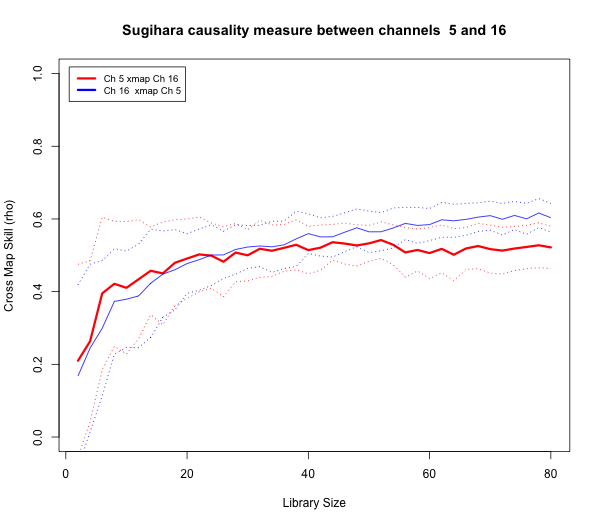 Sugihara causality measure between channels  5 and 16
Ch 5 xmap Ch 16
Ch 16  xmap Ch 5
Cross Map Skill (rho)
1.0
0.8
0.6
0.4
0.2
0.0
0 20 40 60 80
Library Size